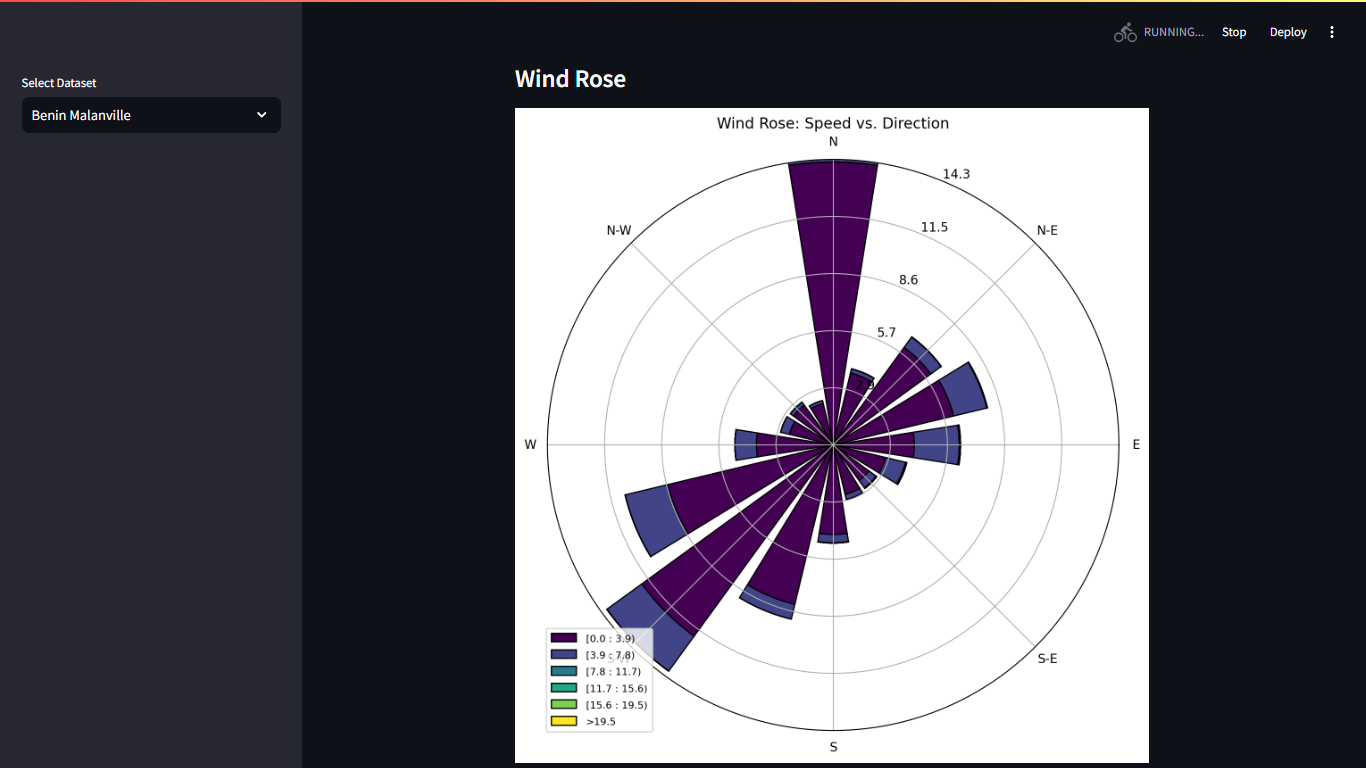 RUNNING...
Stop
Deploy
Select Dataset
Benin Malanville
Wind Rose
Wind Rose: Speed vs. Direction
N
14.3
11.5
N-W
N-E
8.6
5.7
2.9
W
E
[0.0 : 3.9)
[3.9 : 7.8)
S-W
S-E
[7.8 : 11.7)
[11.7 : 15.6)
[15.6 : 19.5)
>19.5
S